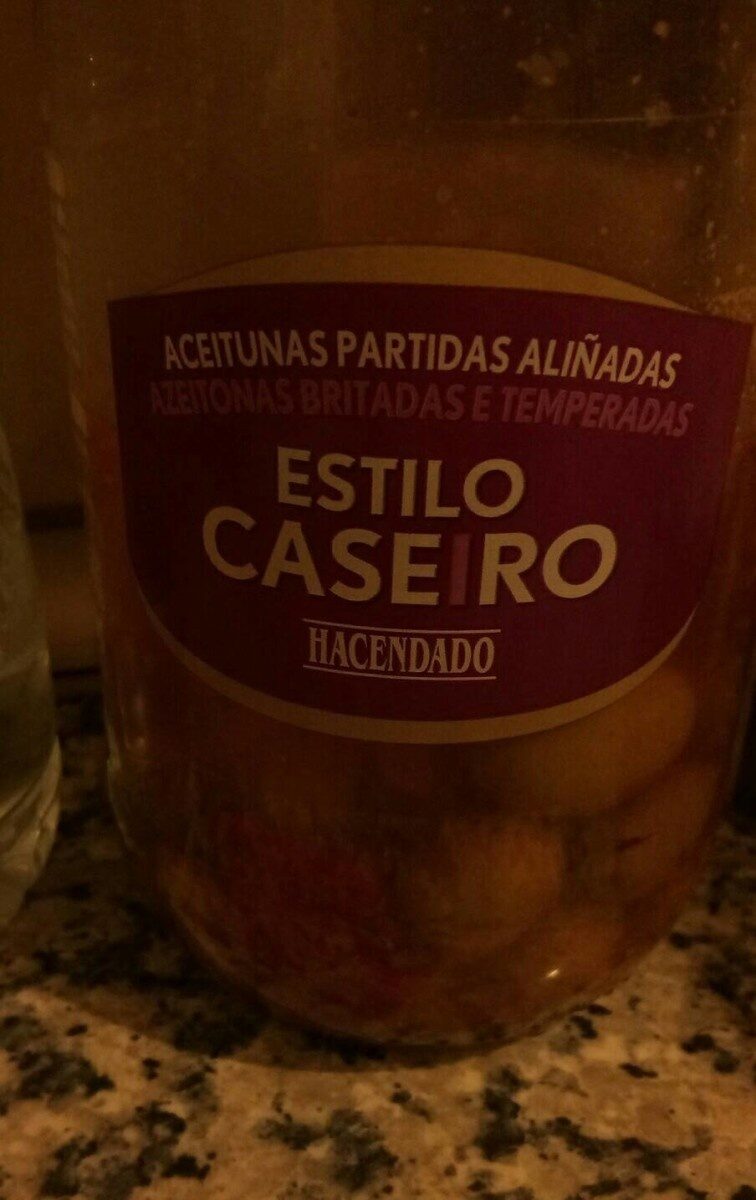 ACEITUNAS PARTIDAS ALIÑADAS
AZEITONAS BRITADAS E TEMPERADAS
ESTILO
CASEIRO
HACENDADO